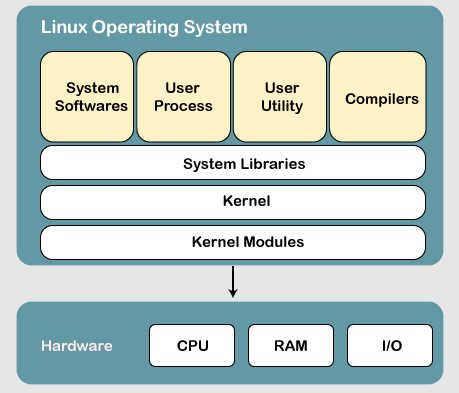 Linux Operating System
System
Softwares
User
Process
User
Utility
Compilers
System Libraries
Kernel
Kernel Modules
Hardware
CPU
RAM
I/O